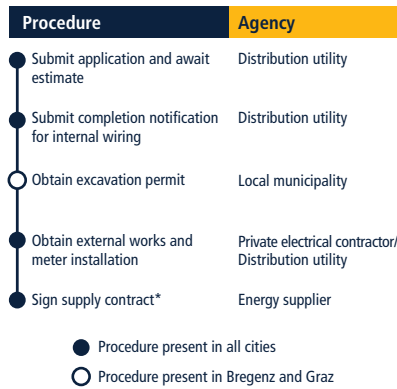 Procedure Agency
Submit application and await Distribution utility
estimate
Submit completion notification Distribution utility
for internal wiring
Obtain excavation permit Local municipality
Obtain external works and Private electrical contractor/
meter installation Distribution utility
Sign supply contract* Energy supplier
Procedure present in all cities
Procedure present in Bregenz and Graz